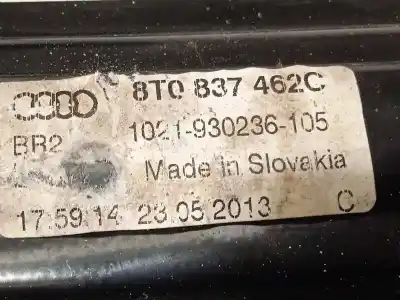 8T0 837 462C
BR2 1021-930236-105
Made in Slovakia
17:59:14 23.05.2013 C